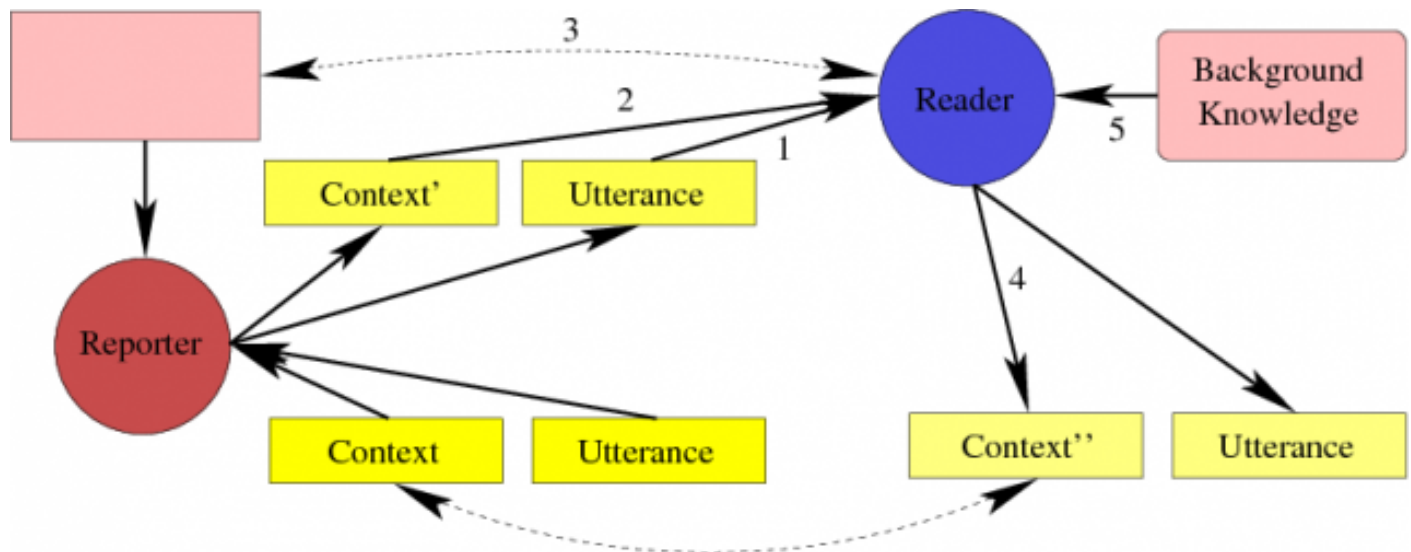 3
2
Reader
Background
Knowledge
5
1
Context'
Utterance
4
Reporter
Context
Utterance
Context''
Utterance